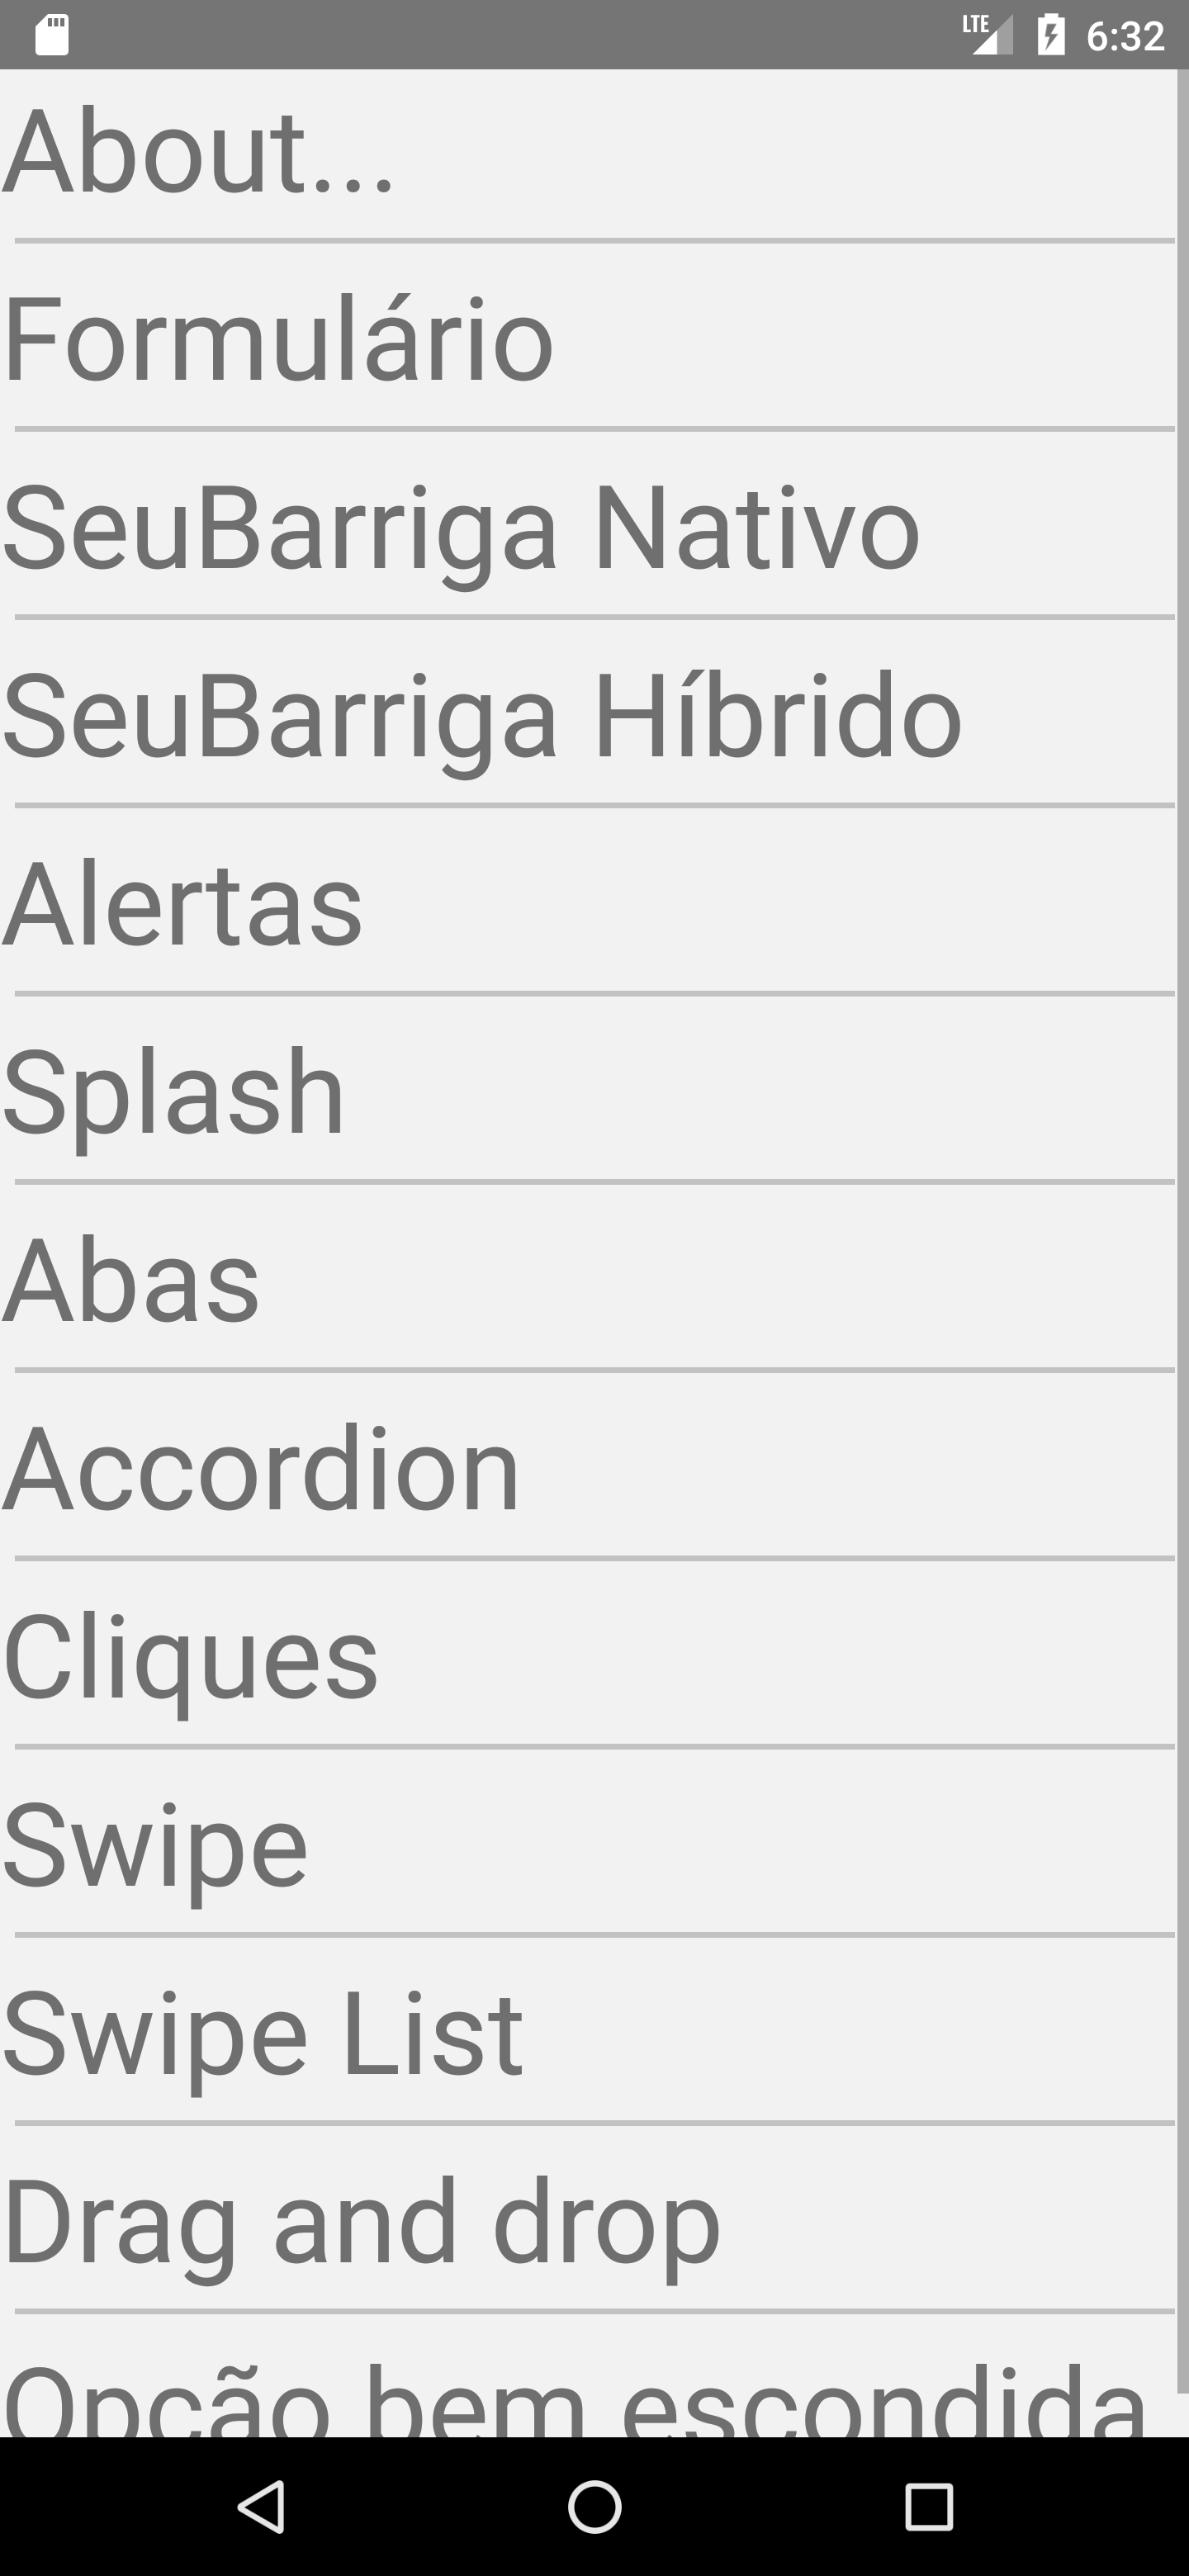 LTE 6:32
About...
Formulário
SeuBarriga Nativo
SeuBarriga Híbrido
Alertas
Splash
Abas
Accordion
Cliques
Swipe
Swipe List
Drag and drop
Opção bem escondida